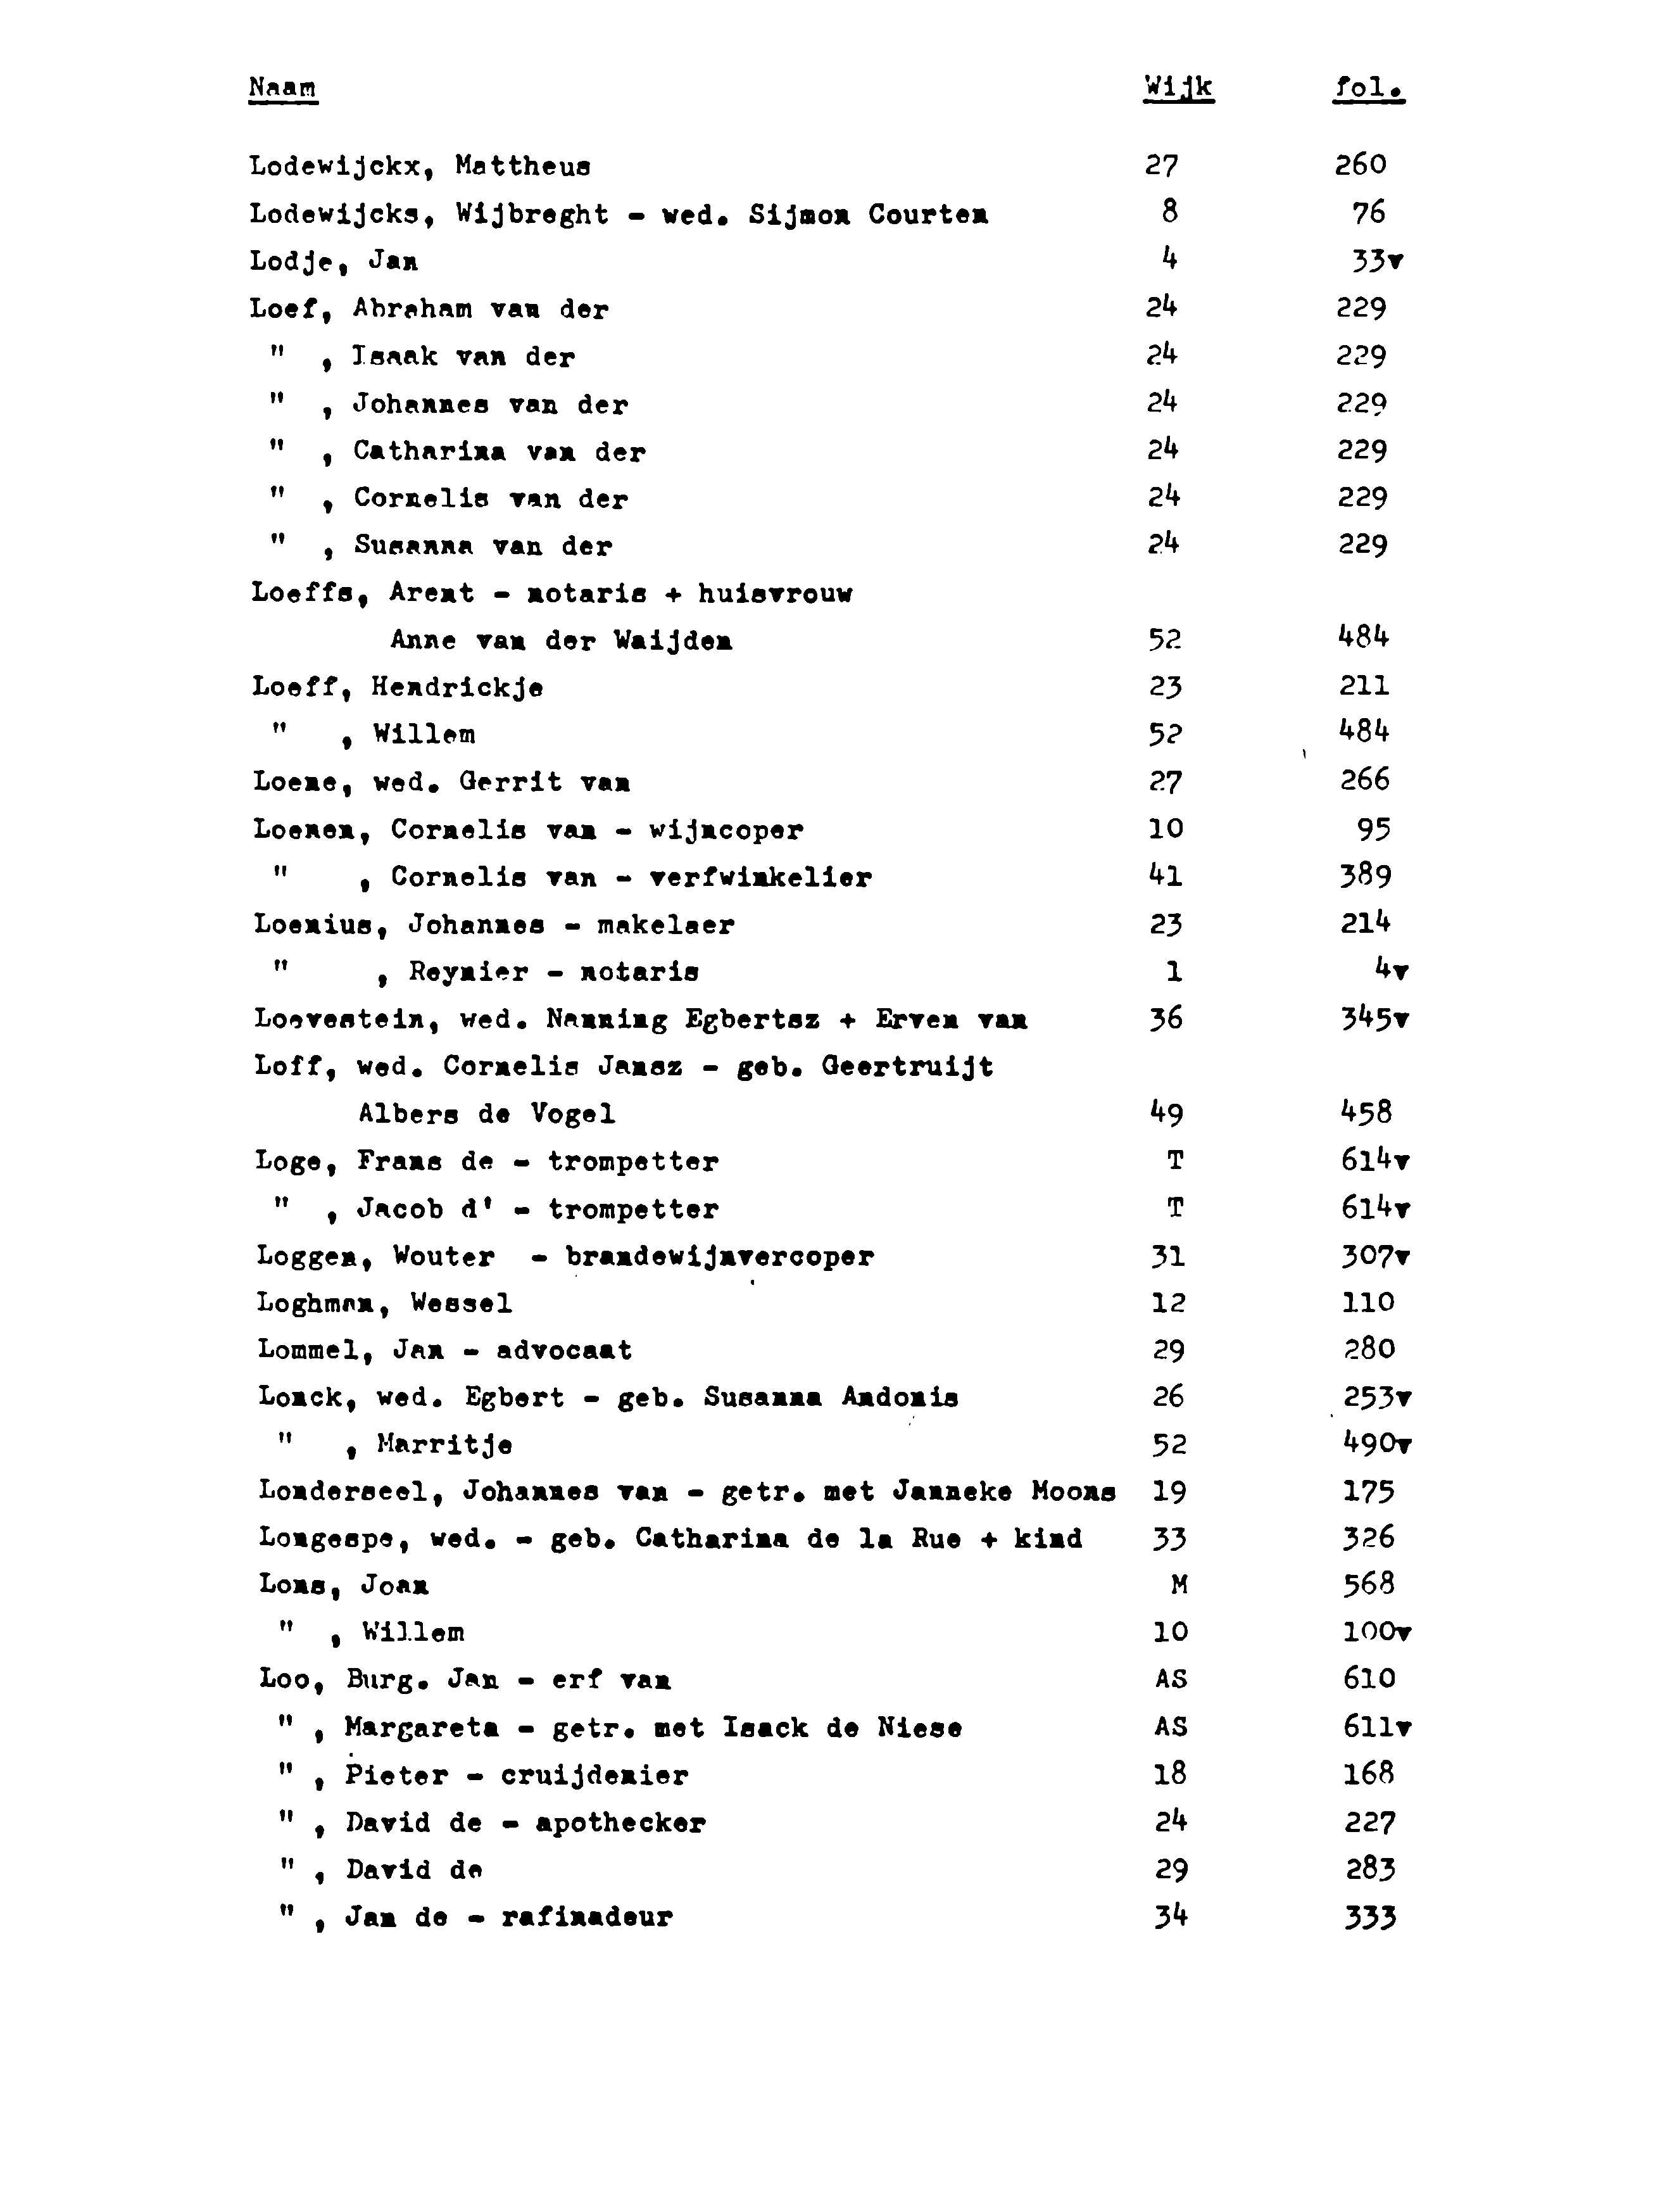 Naam Wijk fol.
Lodewijckx, Mattheus 27 260
Lodewijcks, Wijbreght - wed. Sijmon Courten 8 76
Lodje, Jan 4 33v
Loef, Abraham van der 24 229
" , Isaak van der 24 229
" , Johannes van der 24 229
" , Catharina van der 24 229
" , Cornelis van der 24 229
" , Susanna van der 24 229
Loeffs, Arent - notaris + huisvrouw
Anne van der Waijden 52 484
Loeff, Hendrickje 23 211
" , Willem 52 484
Loene, wed. Gerrit van 27 266
Loenen, Cornelis van - wijncoper 10 95
" , Cornelis van - verfwinkelier 41 389
Loenius, Johannes - makelaer 23 214
" , Reynier - notaris 1 4v
Loevestein, wed. Nanning Egbertsz + Erven van 36 345v
Loff, wed. Cornelis Jansz - geb. Geertruijt
Albers de Vogel 49 458
Loge, Frans de - trompetter T 614v
" , Jacob d' - trompetter T 614v
Loggen, Wouter - brandewijnvercoper 31 307v
Loghman, Wessel 12 110
Lommel, Jan - advocaat 29 280
Lonck, wed. Egbert - geb. Susanna Andonis 26 253v
" , Marritje 52 490v
Londerseel, Johannes van - getr. met Janneke Moons 19 175
Longespe, wed. - geb. Catharina de la Rue + kind 33 326
Lons, Joan M 568
" , Willem 10 100v
Loo, Burg. Jan - erf van AS 610
" , Margareta - getr. met Isack de Niese AS 611v
" , Pieter - cruijdenier 18 168
" , David de - apothecker 24 227
" , David de 29 283
" , Jan de - rafinadeur 34 333